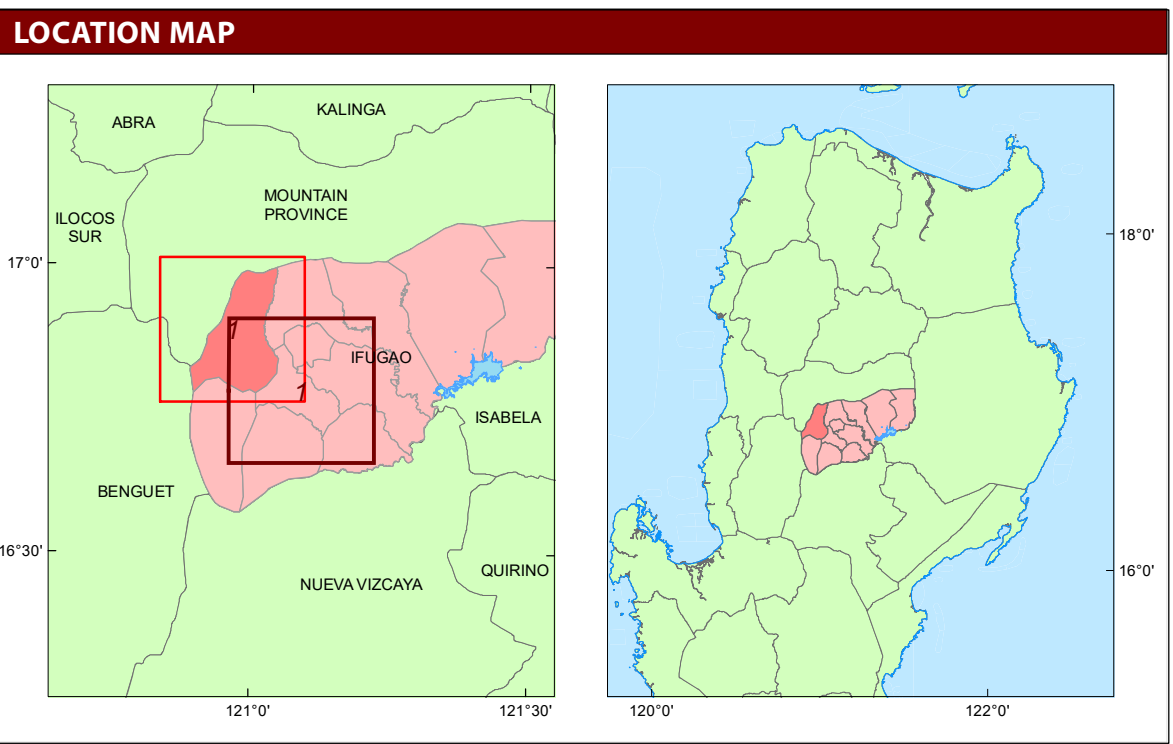 LOCATION MAP
KALINGA
ABRA
MOUNTAIN
PROVINCE
ILOCOS
SUR
17°0'
1
IFUGAO
1
ISABELA
BENGUET
16°30'
QUIRINO
NUEVA VIZCAYA
121°0'
121°30'
18°0'
16°0'
120°0'
122°0'